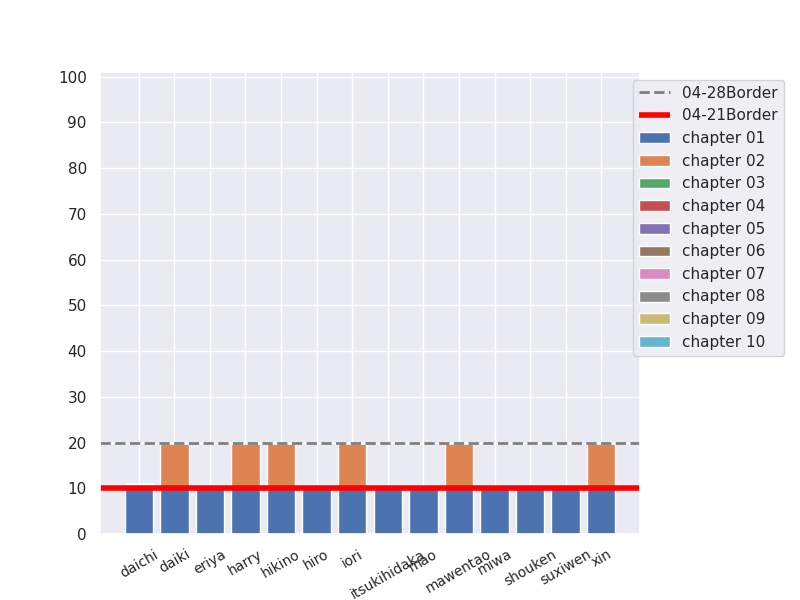 100
90
80
70
60
50
40
30
20
10
0
daichi
daiki
eriya
harry
hikino
hiro
iori
itsukihidaka
mao
mawentao
miwa
shouken
suxiwen
xin
04-28Border
04-21Border
chapter 01
chapter 02
chapter 03
chapter 04
chapter 05
chapter 06
chapter 07
chapter 08
chapter 09
chapter 10